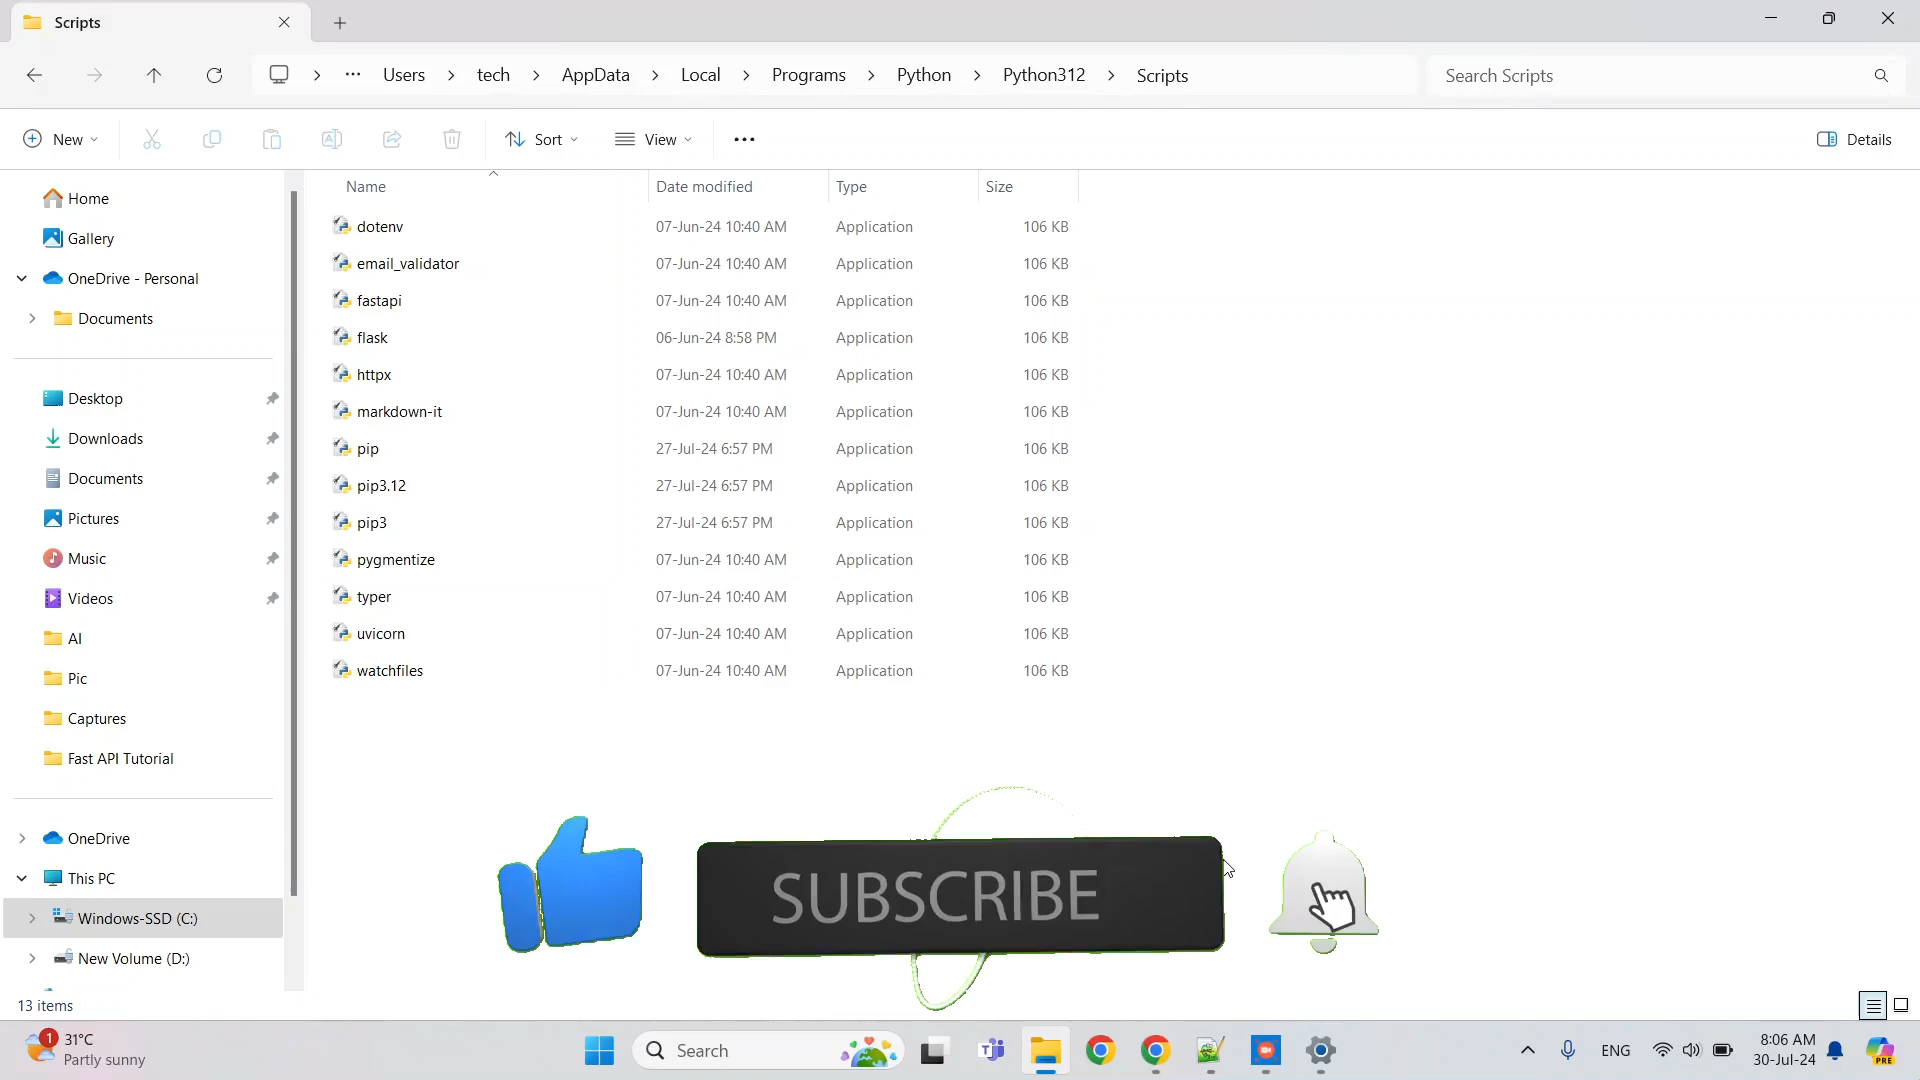 Scripts
Users > tech > AppData > Local > Programs > Python > Python312 > Scripts
Search Scripts
New
Sort
View
Details
Name Date modified Type Size
dotenv 07-Jun-24 10:40 AM Application 106 KB
email_validator 07-Jun-24 10:40 AM Application 106 KB
fastapi 07-Jun-24 10:40 AM Application 106 KB
flask 06-Jun-24 8:58 PM Application 106 KB
httpx 07-Jun-24 10:40 AM Application 106 KB
markdown-it 07-Jun-24 10:40 AM Application 106 KB
pip 27-Jul-24 6:57 PM Application 106 KB
pip3.12 27-Jul-24 6:57 PM Application 106 KB
pip3 27-Jul-24 6:57 PM Application 106 KB
pygmentize 07-Jun-24 10:40 AM Application 106 KB
typer 07-Jun-24 10:40 AM Application 106 KB
uvicorn 07-Jun-24 10:40 AM Application 106 KB
watchfiles 07-Jun-24 10:40 AM Application 106 KB
Home
Gallery
OneDrive - Personal
Documents
Desktop
Downloads
Documents
Pictures
Music
Videos
AI
Pic
Captures
Fast API Tutorial
OneDrive
This PC
Windows-SSD (C:)
New Volume (D:)
SUBSCRIBE
13 items
1
31°C
Partly sunny
Search
ENG
8:06 AM
30-Jul-24
PRE